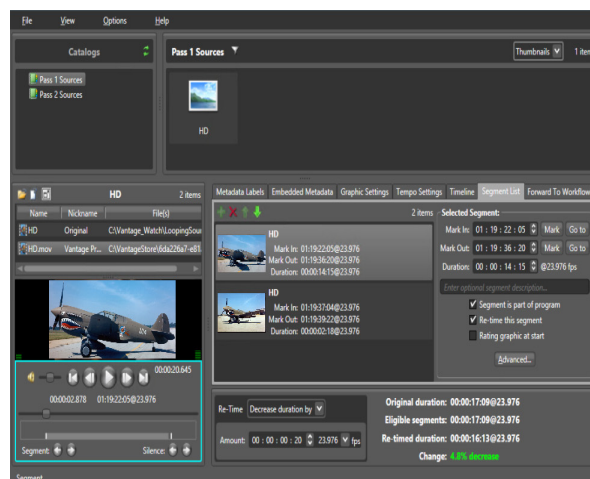 File View Options Help
Catalogs
Pass 1 Sources
Pass 2 Sources
Pass 1 Sources
Thumbnails
HD
HD 2 items
Name Nickname File(s)
HD Original C:\Vantage_Watch\LoopingSou
HD.mov Vantage Pr... C:\VantageStore\6da226a7-e81
00:00:20.645
00:00:02.878 01:19:22:05@23.976
Segment: Silence:
Segment
Metadata Labels Embedded Metadata Graphic Settings Tempo Settings Timeline Segment List Forward To Workflow
2 items
HD
Mark In: 01:19:22:05@23.976
Mark Out: 01:19:36:20@23.976
Duration: 00:00:14:15@23.976
HD
Mark In: 01:19:37:04@23.976
Mark Out: 01:19:39:22@23.976
Duration: 00:00:02:18@23.976
Selected Segment:
Mark In: 01 : 19 : 22 : 05 Mark Go to
Mark Out: 01 : 19 : 36 : 20 Mark Go to
Duration: 00 : 00 : 14 : 15 @23.976 fps
Enter optional segment description...
Segment is part of program
Re-time this segment
Rating graphic at start
Advanced...
Re-Time Decrease duration by
Amount: 00 : 00 : 00 : 20 23.976 fps
Original duration: 00:00:17:09@23.976
Eligible segments: 00:00:17:09@23.976
Re-timed duration: 00:00:16:13@23.976
Change: 4.8% decrease